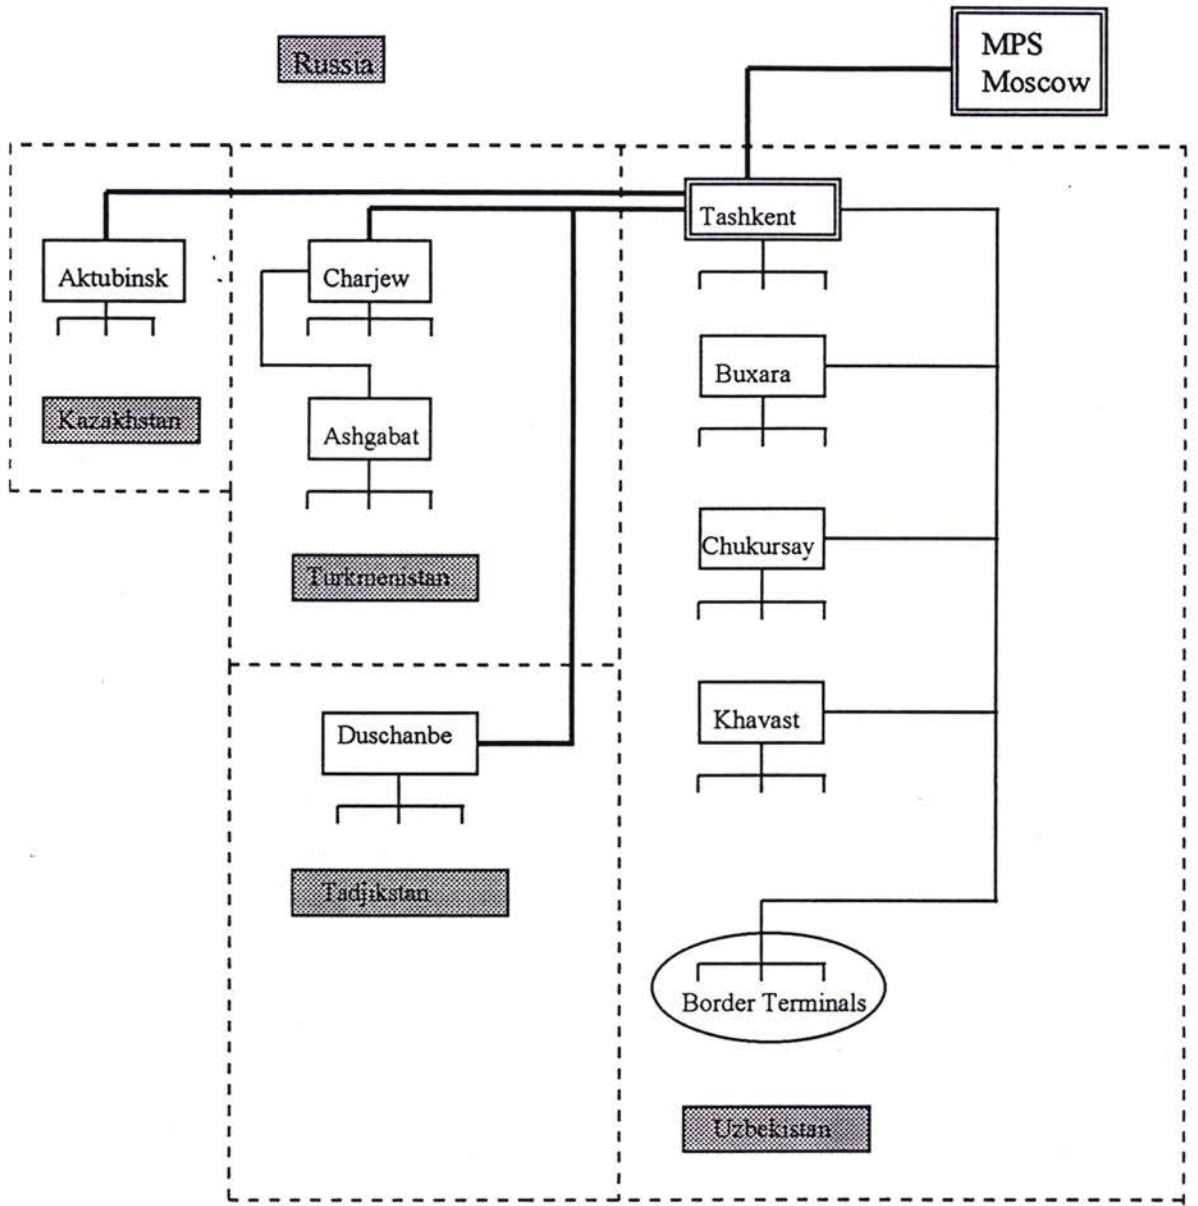 Russia
MPS
Moscow
Tashkent
Aktubinsk
Charjew
Buxara
Kazakhstan
Ashgabat
Chukursay
Turkmenistan
Khavast
Duschanbe
Tadjikstan
Border Terminals
Uzbekistan